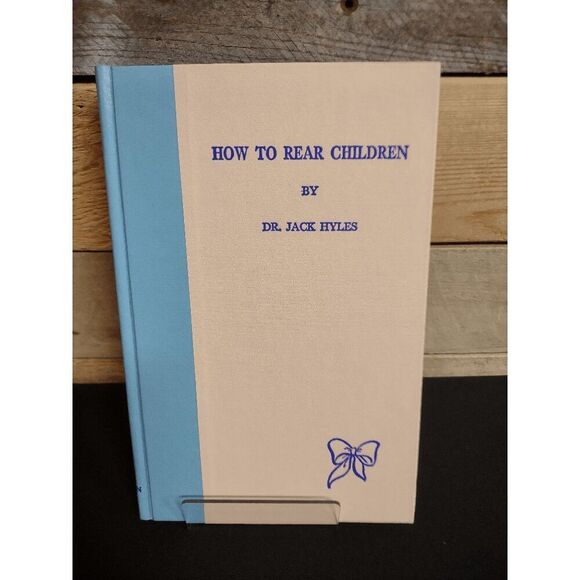 HOW TO REAR CHILDREN
BY
DR. JACK HYLES